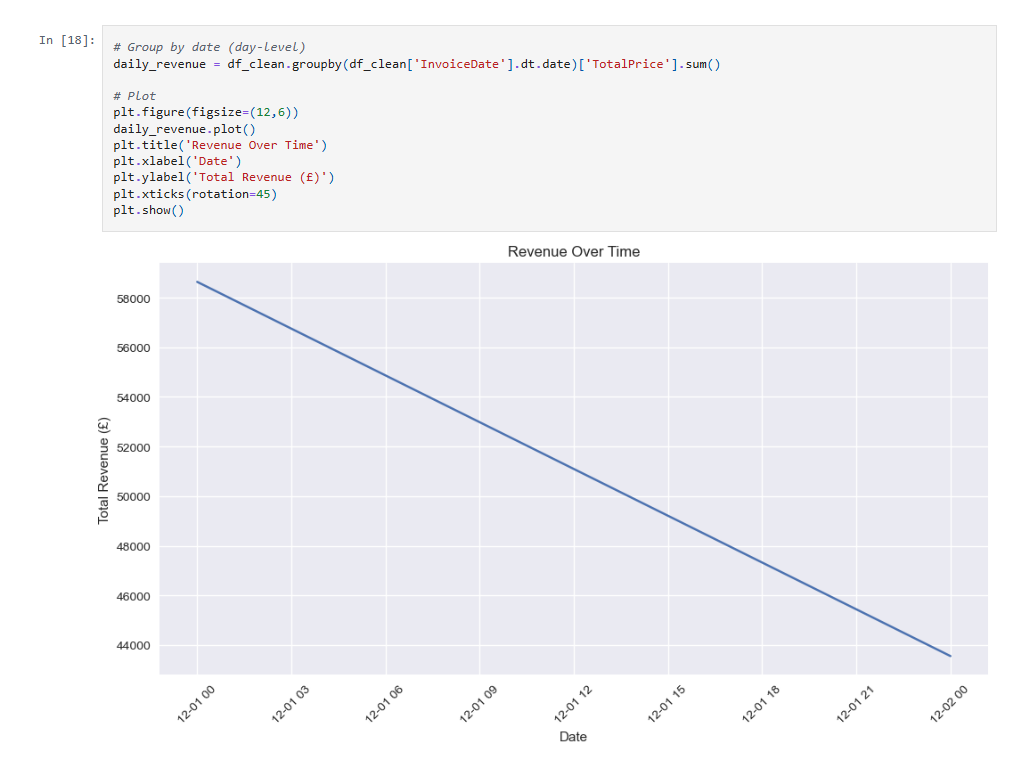 In [18]:
# Group by date (day-level)
daily_revenue = df_clean.groupby(df_clean['InvoiceDate'].dt.date)['TotalPrice'].sum()
# Plot
plt.figure(figsize=(12,6))
daily_revenue.plot()
plt.title('Revenue Over Time')
plt.xlabel('Date')
plt.ylabel('Total Revenue (£)')
plt.xticks(rotation=45)
plt.show()
Revenue Over Time
Total Revenue (£)
58000
56000
54000
52000
50000
48000
46000
44000
12-01 00
12-01 03
12-01 06
12-01 09
12-01 12
12-01 15
12-01 18
12-01 21
12-02 00
Date